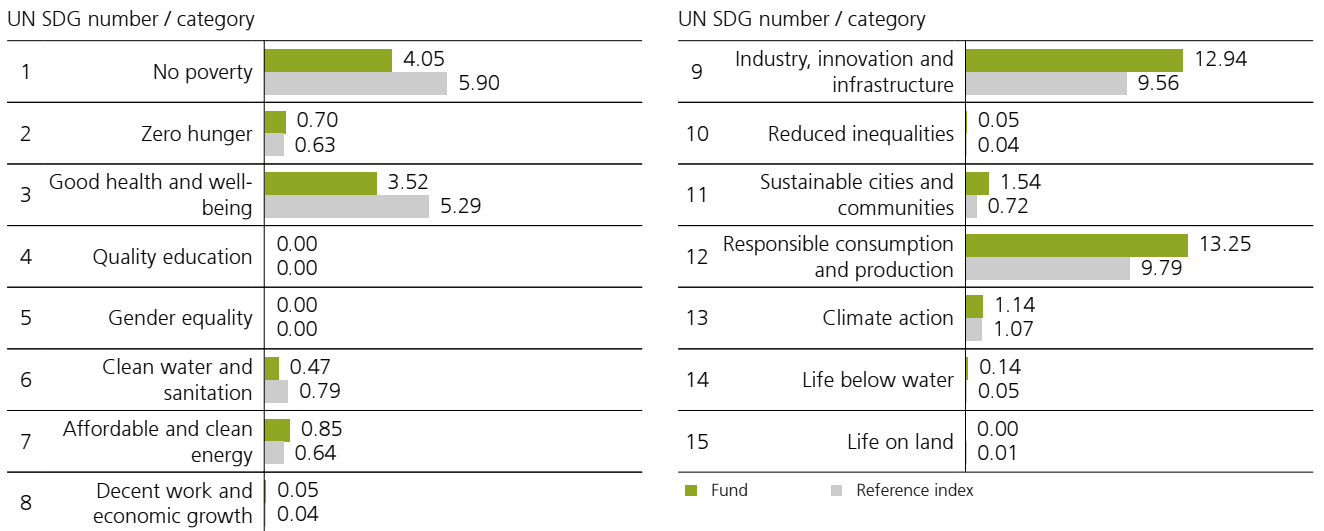 UN SDG number / category
1 No poverty 4.05
5.90
2 Zero hunger 0.70
0.63
3 Good health and well-
being 3.52
5.29
4 Quality education 0.00
0.00
5 Gender equality 0.00
0.00
6 Clean water and
sanitation 0.47
0.79
7 Affordable and clean
energy 0.85
0.64
8 Decent work and
economic growth 0.05
0.04
UN SDG number / category
9 Industry, innovation and
infrastructure 12.94
9.56
10 Reduced inequalities 0.05
0.04
11 Sustainable cities and
communities 1.54
0.72
12 Responsible consumption
and production 13.25
9.79
13 Climate action 1.14
1.07
14 Life below water 0.14
0.05
15 Life on land 0.00
0.01
Fund Reference index